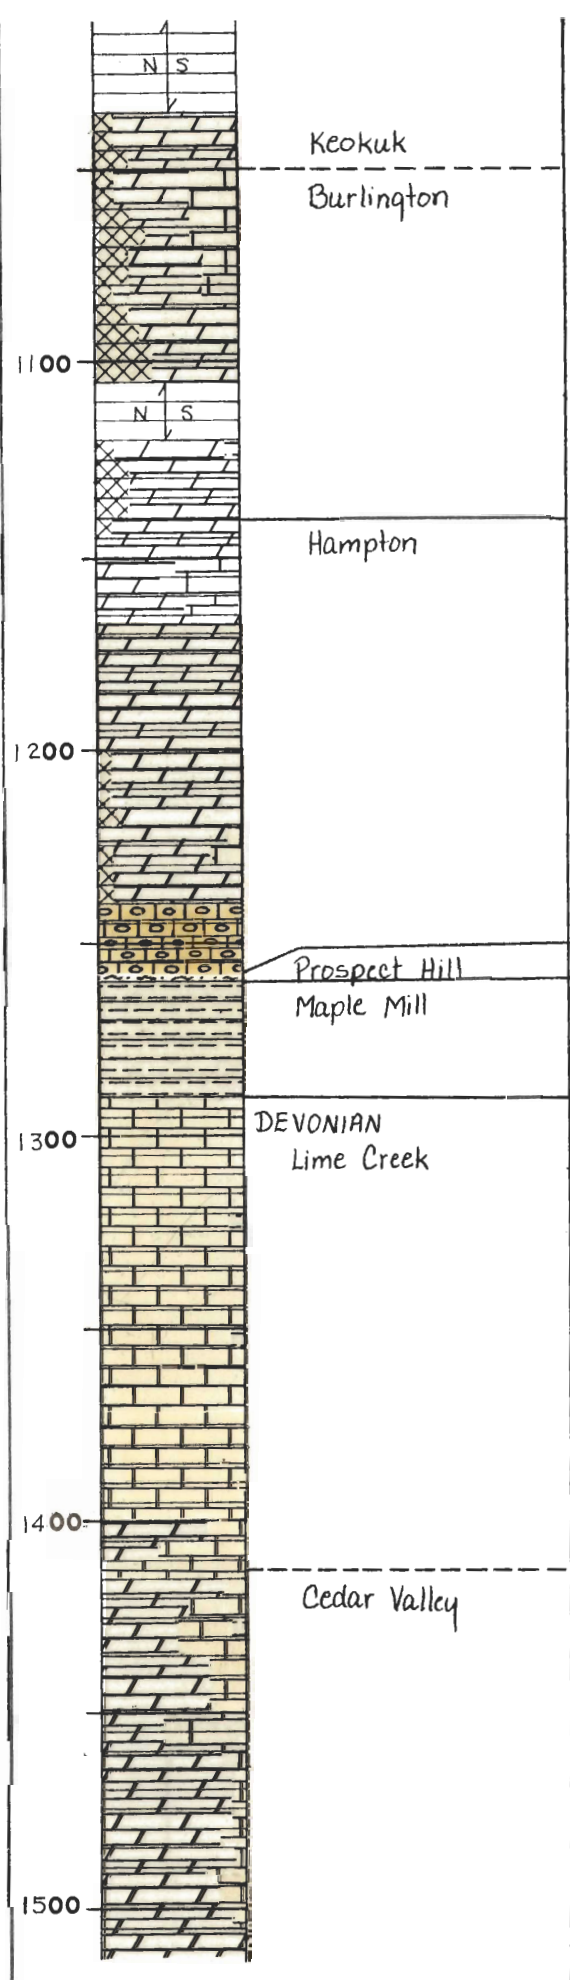 N S
Keokuk
Burlington
1100
N S
Hampton
1200
Prospect Hill
Maple Mill
DEVONIAN
1300
Lime Creek
1400
Cedar Valley
1500